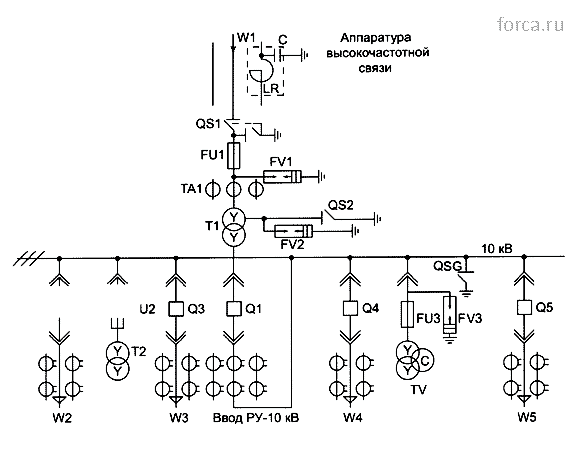 forca.ru
W1
C
Аппаратура
высокочастотной
связи
LR
QS1
FU1
FV1
TA1
QS2
T1
Y
Y
FV2
10 кВ
QSG
U2
Q3
Q1
Q4
FU3
FV3
Q5
T2
Y
Y
Y
C
Y
TV
W2
W3
Ввод РУ-10 кВ
W4
W5